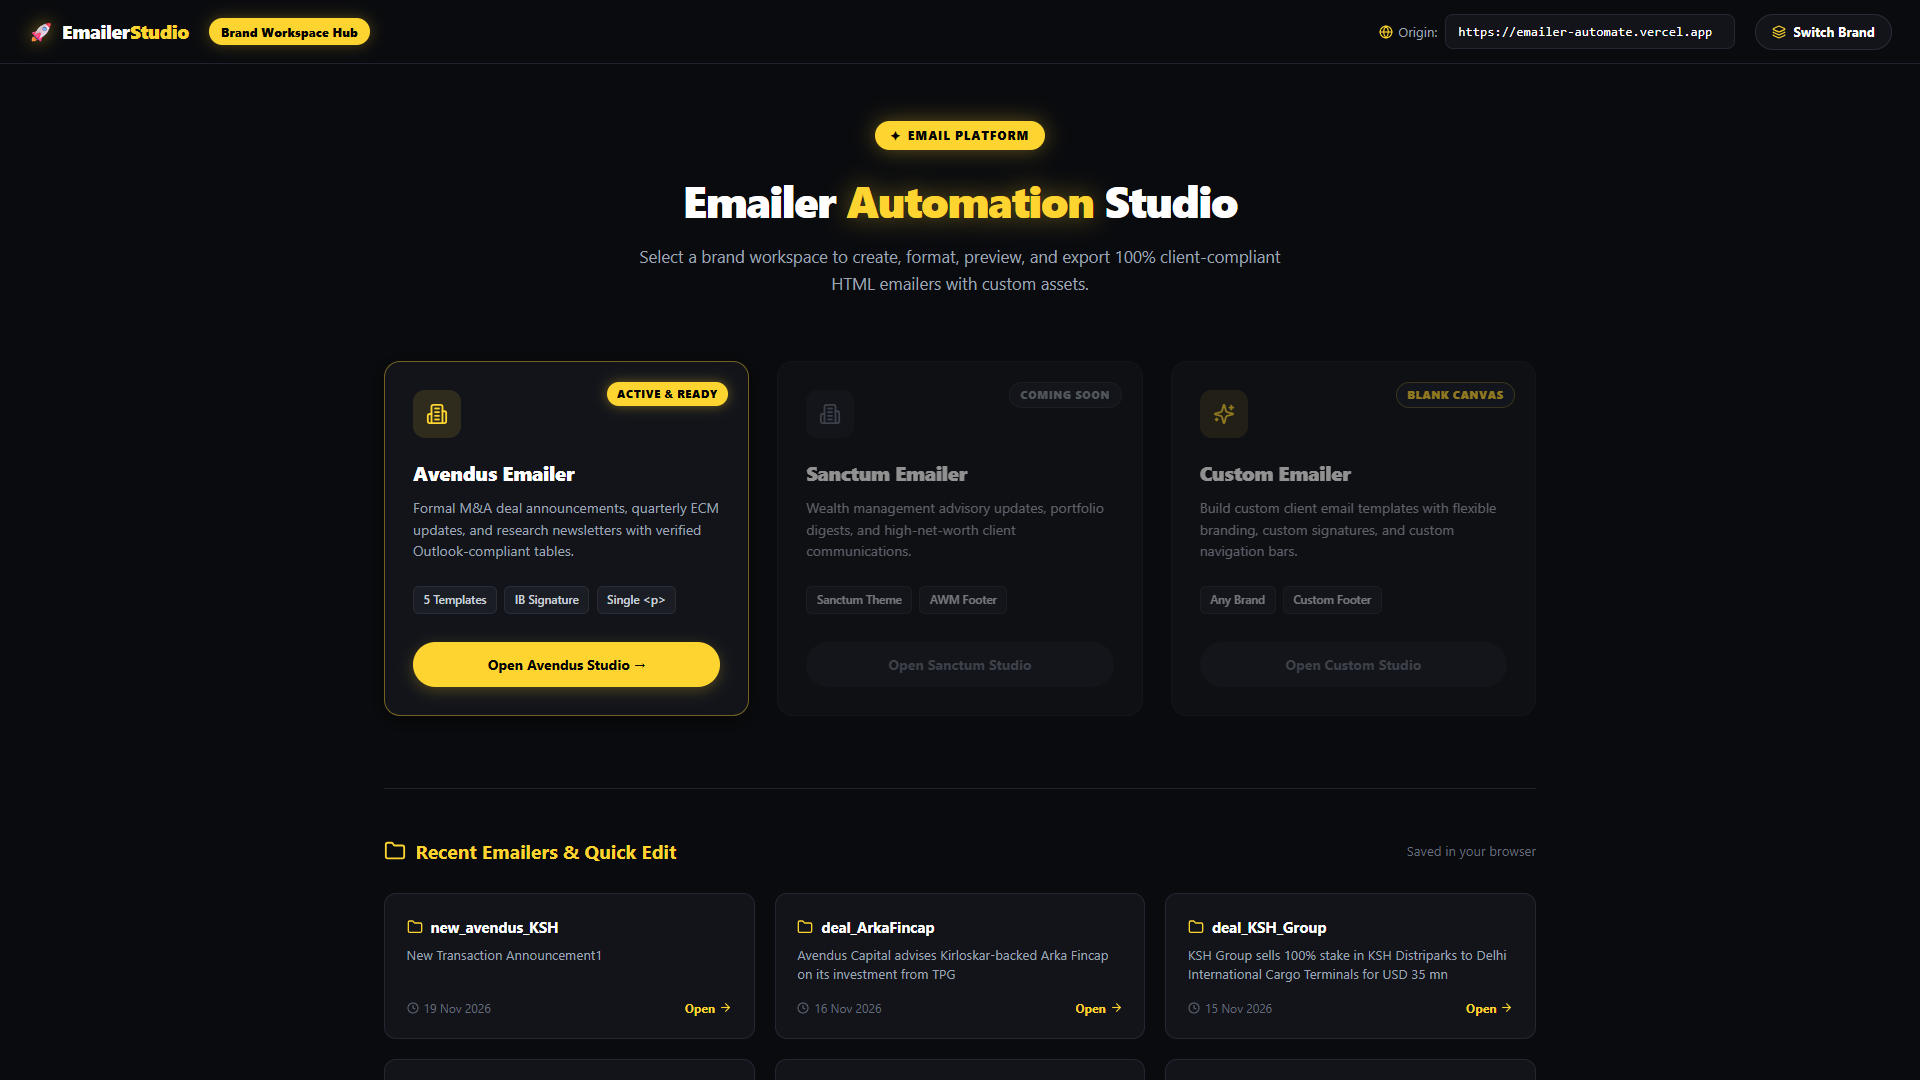 EmailerStudio
Brand Workspace Hub
Origin:
https://emailer-automate.vercel.app
Switch Brand
✦ EMAIL PLATFORM
Emailer Automation Studio
Select a brand workspace to create, format, preview, and export 100% client-compliant
HTML emailers with custom assets.
ACTIVE & READY
Avendus Emailer
Formal M&A deal announcements, quarterly ECM
updates, and research newsletters with verified
Outlook-compliant tables.
5 Templates
IB Signature
Single <p>
Open Avendus Studio →
COMING SOON
Sanctum Emailer
Wealth management advisory updates, portfolio
digests, and high-net-worth client
communications.
Sanctum Theme
AWM Footer
Open Sanctum Studio
BLANK CANVAS
Custom Emailer
Build custom client email templates with flexible
branding, custom signatures, and custom
navigation bars.
Any Brand
Custom Footer
Open Custom Studio
Recent Emailers & Quick Edit
Saved in your browser
new_avendus_KSH
New Transaction Announcement1
19 Nov 2026
Open →
deal_ArkaFincap
Avendus Capital advises Kirloskar-backed Arka Fincap
on its investment from TPG
16 Nov 2026
Open →
deal_KSH_Group
KSH Group sells 100% stake in KSH Distriparks to Delhi
International Cargo Terminals for USD 35 mn
15 Nov 2026
Open →